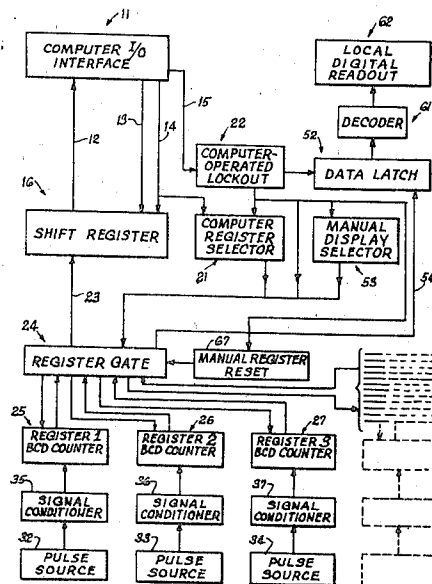 11
COMPUTER I/O
INTERFACE
62
LOCAL
DIGITAL
READOUT
15
61
DECODER
12
13
14
22
52
COMPUTER-
OPERATED
LOCKOUT
DATA LATCH
16
SHIFT REGISTER
COMPUTER
REGISTER
SELECTOR
21
MANUAL
DISPLAY
SELECTOR
53
54
23
24
REGISTER GATE
67
MANUAL REGISTER
RESET
25
REGISTER 1
BCD COUNTER
26
REGISTER 2
BCD COUNTER
27
REGISTER 3
BCD COUNTER
35
SIGNAL
CONDITIONER
36
SIGNAL
CONDITIONER
37
SIGNAL
CONDITIONER
32
PULSE
SOURCE
33
PULSE
SOURCE
34
PULSE
SOURCE